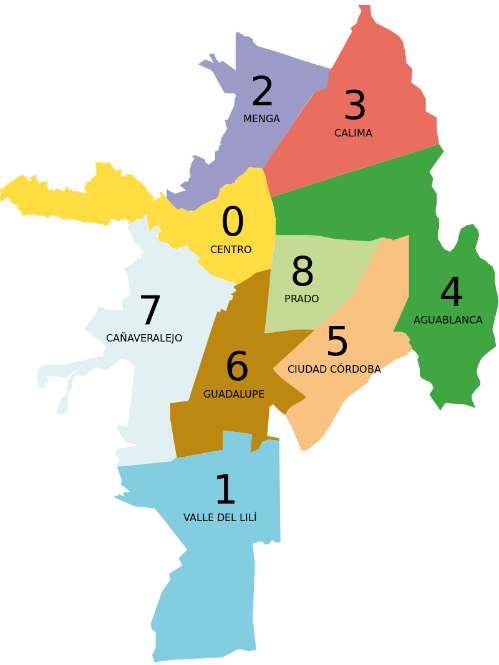 2
MENGA
3
CALIMA
0
CENTRO
8
PRADO
4
AGUABLANCA
7
CAÑAVERALEJO
5
CIUDAD CÓRDOBA
6
GUADALUPE
1
VALLE DEL LILÌ